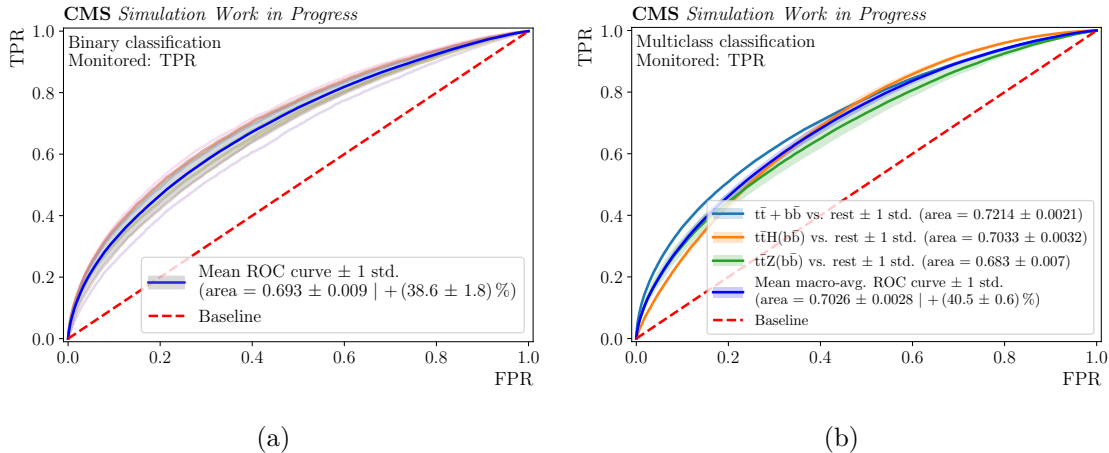 CMS Simulation Work in Progress
Binary classification
Monitored: TPR
TPR
1.0
0.8
0.6
0.4
0.2
0.0
Mean ROC curve ± 1 std.
(area = 0.693 ± 0.009 | +(38.6 ± 1.8) %)
Baseline
0.0 0.2 0.4 0.6 0.8 1.0
FPR
(a)
CMS Simulation Work in Progress
Multiclass classification
Monitored: TPR
TPR
1.0
0.8
0.6
0.4
0.2
0.0
tt̄ + bb̄ vs. rest ± 1 std. (area = 0.7214 ± 0.0021)
tt̄H(bb̄) vs. rest ± 1 std. (area = 0.7033 ± 0.0032)
tt̄Z(bb̄) vs. rest ± 1 std. (area = 0.683 ± 0.007)
Mean macro-avg. ROC curve ± 1 std.
(area = 0.7026 ± 0.0028 | +(40.5 ± 0.6) %)
Baseline
0.0 0.2 0.4 0.6 0.8 1.0
FPR
(b)